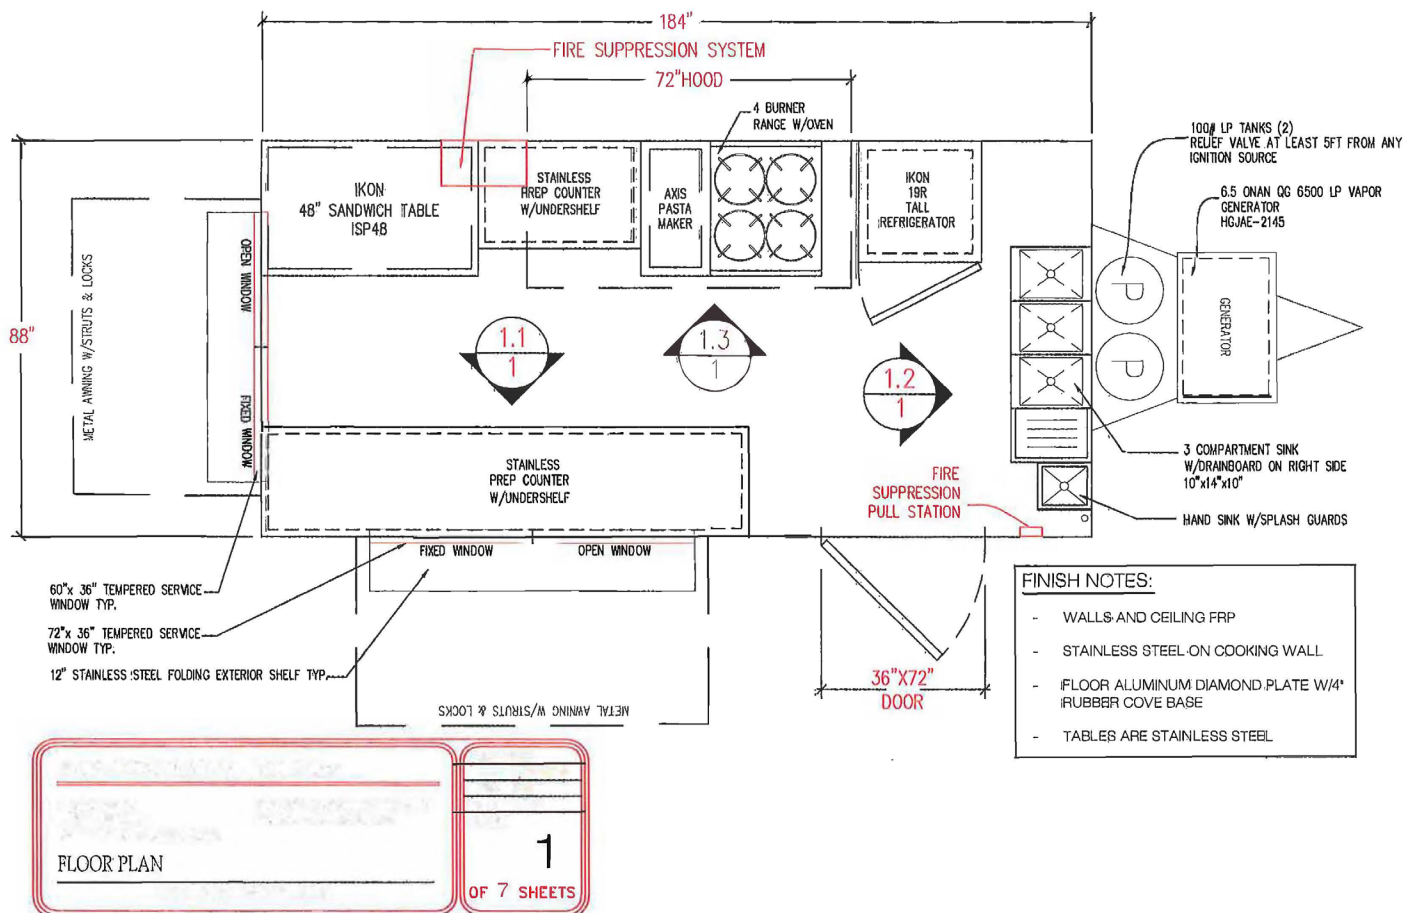 184"
FIRE SUPPRESSION SYSTEM
72"HOOD
4 BURNER
RANGE W/OVEN
100# LP TANKS (2)
RELIEF VALVE AT LEAST 5FT FROM ANY
IGNITION SOURCE
6.5 ONAN QG 6500 LP VAPOR
GENERATOR
HGJAE-2145
IKON
48" SANDWICH TABLE
ISP48
STAINLESS
PREP COUNTER
W/UNDERSHELF
AXIS
PASTA
MAKER
IKON
19R
TALL
REFRIGERATOR
OPEN WINDOW
FIXED WINDOW
METAL AWNING W/STRUTS & LOCKS
88"
1.1
1
1.3
1
1.2
1
P
P
GENERATOR
STAINLESS
PREP COUNTER
W/UNDERSHELF
FIRE
SUPPRESSION
PULL STATION
3 COMPARTMENT SINK
W/DRAINBOARD ON RIGHT SIDE
10"x14"x10"
HAND SINK W/SPLASH GUARDS
FIXED WINDOW
OPEN WINDOW
60"x 36" TEMPERED SERVICE
WINDOW TYP.
72"x 36" TEMPERED SERVICE
WINDOW TYP.
12" STAINLESS STEEL FOLDING EXTERIOR SHELF TYP.
METAL AWNING W/STRUTS & LOCKS
36"X72"
DOOR
FINISH NOTES:
- WALLS AND CEILING FRP
- STAINLESS STEEL ON COOKING WALL
- FLOOR ALUMINUM DIAMOND PLATE W/4"
RUBBER COVE BASE
- TABLES ARE STAINLESS STEEL
FLOOR PLAN
1
OF 7 SHEETS